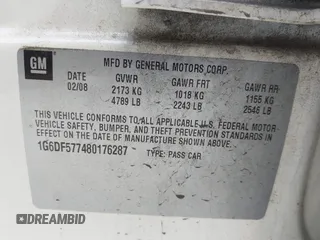 GM
MFD BY GENERAL MOTORS CORP.
DATE GVWR GAWR FRT GAWR RR
02/08 2173 KG 1018 KG 1155 KG
4789 LB 2243 LB 2546 LB
THIS VEHICLE CONFORMS TO ALL APPLICABLE U.S. FEDERAL MOTOR
VEHICLE SAFETY, BUMPER, AND THEFT PREVENTION STANDARDS IN
EFFECT ON THE DATE OF MANUFACTURE SHOWN ABOVE.
1G6DF577480176287 TYPE: PASS CAR